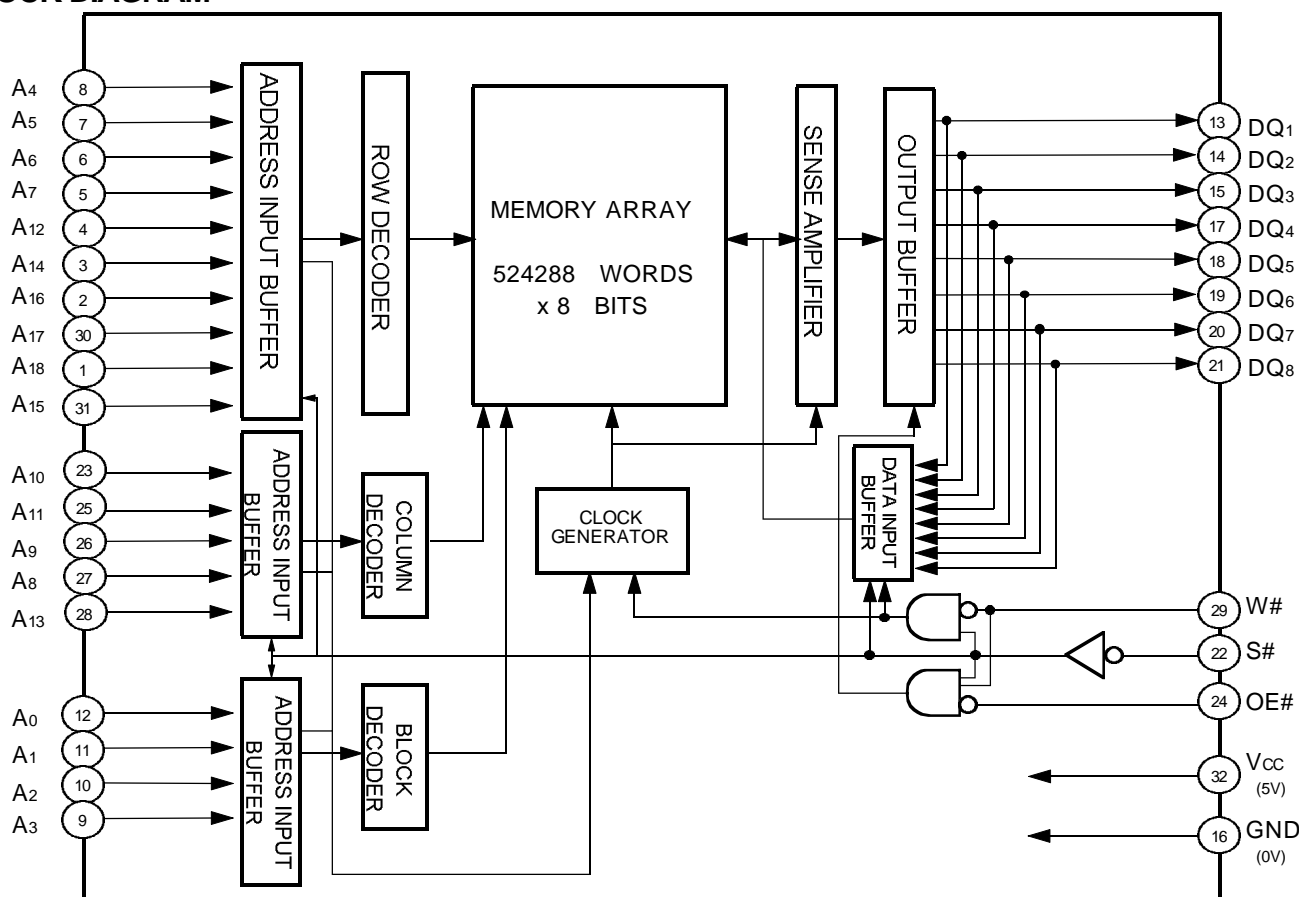 BLOCK DIAGRAM
A4 8
A5 7
A6 6
A7 5
A12 4
A14 3
A16 2
A17 30
A18 1
A15 31
A10 23
A11 25
A9 26
A8 27
A13 28
A0 12
A1 11
A2 10
A3 9
ADDRESS INPUT BUFFER
ADDRESS INPUT
BUFFER
ADDRESS INPUT
BUFFER
ROW DECODER
COLUMN
DECODER
BLOCK
DECODER
MEMORY ARRAY
524288 WORDS
x 8 BITS
CLOCK
GENERATOR
SENSE AMPLIFIER
OUTPUT BUFFER
DATA INPUT
BUFFER
13 DQ1
14 DQ2
15 DQ3
17 DQ4
18 DQ5
19 DQ6
20 DQ7
21 DQ8
29 W#
22 S#
24 OE#
32 VCC
(5V)
16 GND
(0V)